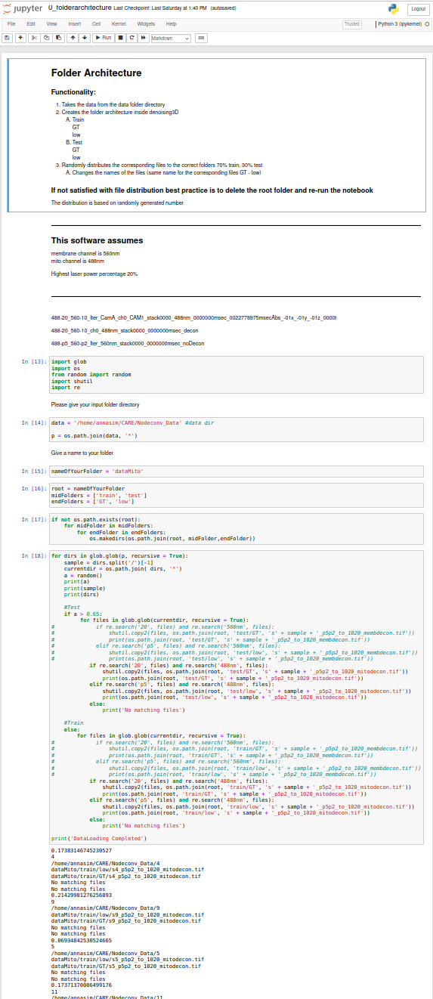 jupyter 0_folderarchitecture Last Checkpoint: Last Saturday at 1:40 PM (autosaved)
Logout
File Edit View Insert Cell Kernel Widgets Help
Trusted
Python 3 (ipykernel)
Run
Markdown
Folder Architecture
Functionality:
1. Takes the data from the data folder directory
2. Creates the folder architecture inside denoising3D
A. Train
GT
low
B. Test
GT
low
3. Randomly distributes the corresponding files to the correct folders 70% train, 30% test
A. Changes the names of the files (same name for the corresponding files GT - low)
If not satisfied with file distribution best practice is to delete the root folder and re-run the notebook
The distribution is based on randomly generated number
This software assumes
membrane channel is 560nm
mito channel is 488nm
Highest laser power percentage 20%
488-20_560-10_Iter_CamA_ch0_CAM1_stack0000_488nm_0000000msec_0022778975msecAbs_-01x_-01y_-01z_0000t
488-20_560-10_ch0_488nm_stack0000_0000000msec_decon
488-p5_560-p2_Iter_560nm_stack0000_0000000msec_noDecon
In [13]: import glob
import os
from random import random
import shutil
import re
Please give your input folder directory
In [14]: data = '/home/annasim/CARE/Nodeconv_Data' #data dir
p = os.path.join(data, '*')
Give a name to your folder
In [15]: nameOfYourFolder = 'dataMito'
In [16]: root = nameOfYourFolder
midFolders = ['train', 'test']
endFolders = ['GT', 'low']
In [17]: if not os.path.exists(root):
for midFolder in midFolders:
for endFolder in endFolders:
os.makedirs(os.path.join(root, midFolder,endFolder))
In [18]: for dirs in glob.glob(p, recursive = True):
sample = dirs.split('/')[-1]
currentdir = os.path.join( dirs, '*')
a = random()
print(a)
print(sample)
print(dirs)
#Test
if a > 0.65:
for files in glob.glob(currentdir, recursive = True):
# if re.search('20', files) and re.search('560nm', files):
# shutil.copy2(files, os.path.join(root, 'test/GT', 's' + sample + '_p5p2_to_1020_membdecon.tif'))
# print(os.path.join(root, 'test/GT', 's' + sample + '_p5p2_to_1020_membdecon.tif'))
# elif re.search('p5', files) and re.search('560nm', files):
# shutil.copy2(files, os.path.join(root, 'test/low', 's' + sample + '_p5p2_to_1020_membdecon.tif'))
# print(os.path.join(root, 'test/low', 's' + sample + '_p5p2_to_1020_membdecon.tif'))
if re.search('20', files) and re.search('488nm', files):
shutil.copy2(files, os.path.join(root, 'test/GT', 's' + sample + '_p5p2_to_1020_mitodecon.tif'))
print(os.path.join(root, 'test/GT', 's' + sample + '_p5p2_to_1020_mitodecon.tif'))
elif re.search('p5', files) and re.search('488nm', files):
shutil.copy2(files, os.path.join(root, 'test/low', 's' + sample + '_p5p2_to_1020_mitodecon.tif'))
print(os.path.join(root, 'test/low', 's' + sample + '_p5p2_to_1020_mitodecon.tif'))
else:
print('No matching files')
#Train
else:
for files in glob.glob(currentdir, recursive = True):
# if re.search('20', files) and re.search('560nm', files):
# shutil.copy2(files, os.path.join(root, 'train/GT', 's' + sample + '_p5p2_to_1020_membdecon.tif'))
# print(os.path.join(root, 'train/GT', 's' + sample + '_p5p2_to_1020_membdecon.tif'))
# elif re.search('p5', files) and re.search('560nm', files):
# shutil.copy2(files, os.path.join(root, 'train/low', 's' + sample + '_p5p2_to_1020_membdecon.tif'))
# print(os.path.join(root, 'train/low', 's' + sample + '_p5p2_to_1020_membdecon.tif'))
if re.search('20', files) and re.search('488nm', files):
shutil.copy2(files, os.path.join(root, 'train/GT', 's' + sample + '_p5p2_to_1020_mitodecon.tif'))
print(os.path.join(root, 'train/GT', 's' + sample + '_p5p2_to_1020_mitodecon.tif'))
elif re.search('p5', files) and re.search('488nm', files):
shutil.copy2(files, os.path.join(root, 'train/low', 's' + sample + '_p5p2_to_1020_mitodecon.tif'))
print(os.path.join(root, 'train/low', 's' + sample + '_p5p2_to_1020_mitodecon.tif'))
else:
print('No matching files')
print('DataLoading Completed')
0.17383146745230527
4
/home/annasim/CARE/Nodeconv_Data/4
dataMito/train/low/s4_p5p2_to_1020_mitodecon.tif
dataMito/train/GT/s4_p5p2_to_1020_mitodecon.tif
No matching files
No matching files
0.21429981276256893
9
/home/annasim/CARE/Nodeconv_Data/9
dataMito/train/low/s9_p5p2_to_1020_mitodecon.tif
dataMito/train/GT/s9_p5p2_to_1020_mitodecon.tif
No matching files
No matching files
0.06934842530524665
5
/home/annasim/CARE/Nodeconv_Data/5
dataMito/train/low/s5_p5p2_to_1020_mitodecon.tif
dataMito/train/GT/s5_p5p2_to_1020_mitodecon.tif
No matching files
No matching files
0.17371370006499176
11
/home/annasim/CARE/Nodeconv_Data/11